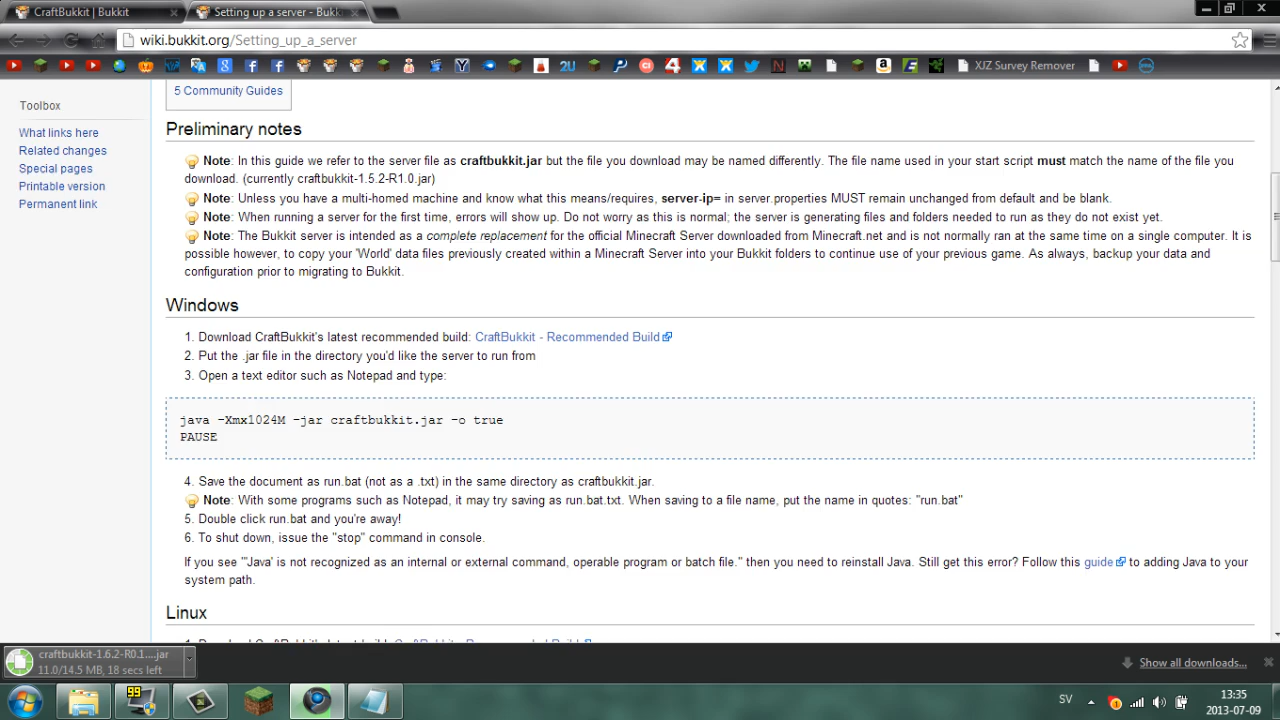 CraftBukkit | Bukkit
Setting up a server - Bukk
wiki.bukkit.org/Setting_up_a_server
XJZ Survey Remover
5 Community Guides
Toolbox
What links here
Related changes
Special pages
Printable version
Permanent link
Preliminary notes
Note: In this guide we refer to the server file as craftbukkit.jar but the file you download may be named differently. The file name used in your start script must match the name of the file you
download. (currently craftbukkit-1.5.2-R1.0.jar)
Note: Unless you have a multi-homed machine and know what this means/requires, server-ip= in server.properties MUST remain unchanged from default and be blank.
Note: When running a server for the first time, errors will show up. Do not worry as this is normal; the server is generating files and folders needed to run as they do not exist yet.
Note: The Bukkit server is intended as a complete replacement for the official Minecraft Server downloaded from Minecraft.net and is not normally ran at the same time on a single computer. It is
possible however, to copy your 'World' data files previously created within a Minecraft Server into your Bukkit folders to continue use of your previous game. As always, backup your data and
configuration prior to migrating to Bukkit.
Windows
1. Download CraftBukkit's latest recommended build: CraftBukkit - Recommended Build
2. Put the .jar file in the directory you'd like the server to run from
3. Open a text editor such as Notepad and type:
java -Xmx1024M -jar craftbukkit.jar -o true
PAUSE
4. Save the document as run.bat (not as a .txt) in the same directory as craftbukkit.jar.
Note: With some programs such as Notepad, it may try saving as run.bat.txt. When saving to a file name, put the name in quotes: "run.bat"
5. Double click run.bat and you're away!
6. To shut down, issue the "stop" command in console.
If you see "'Java' is not recognized as an internal or external command, operable program or batch file." then you need to reinstall Java. Still get this error? Follow this guide to adding Java to your
system path.
Linux
craftbukkit-1.6.2-R0.1....jar
11.0/14.5 MB, 18 secs left
Show all downloads...
99
SV
13:35
2013-07-09